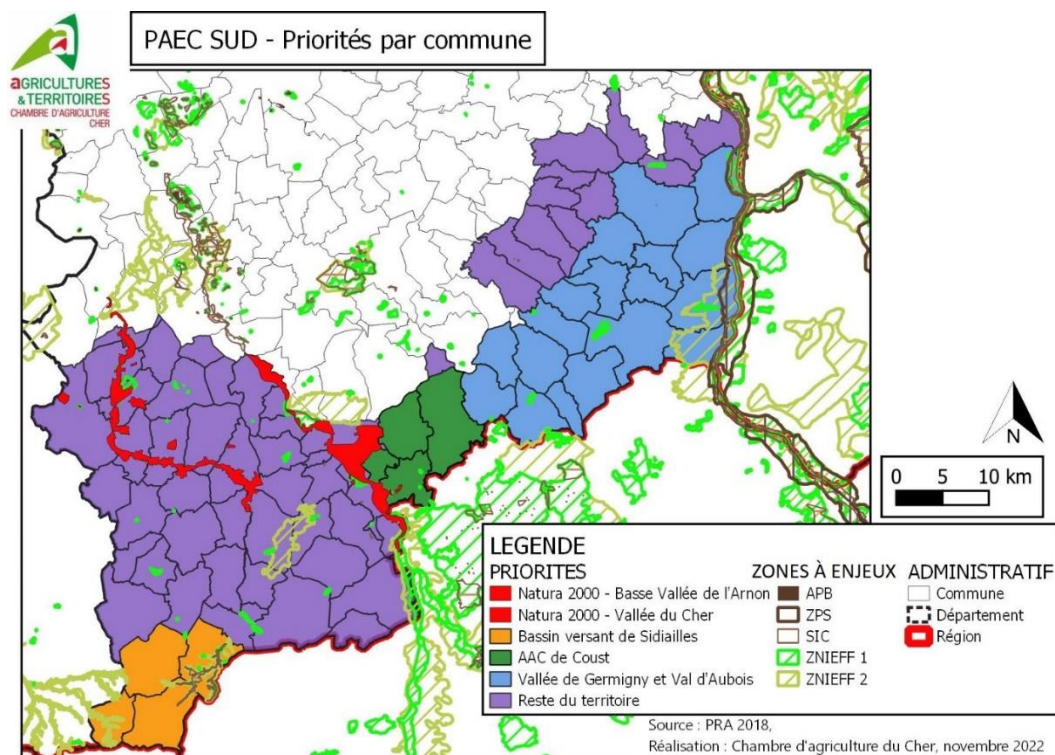 PAEC SUD - Priorités par commune
agRICULTURES
& TERRITOIRES
CHAMBRE D'AGRICULTURE
CHER
N
0 5 10 km
LEGENDE
PRIORITES
Natura 2000 - Basse Vallée de l'Arnon
Natura 2000 - Vallée du Cher
Bassin versant de Sidiailles
AAC de Coust
Vallée de Germigny et Val d'Aubois
Reste du territoire
ZONES À ENJEUX
APB
ZPS
SIC
ZNIEFF 1
ZNIEFF 2
ADMINISTRATIF
Commune
Département
Région
Source : PRA 2018,
Réalisation : Chambre d'agriculture du Cher, novembre 2022